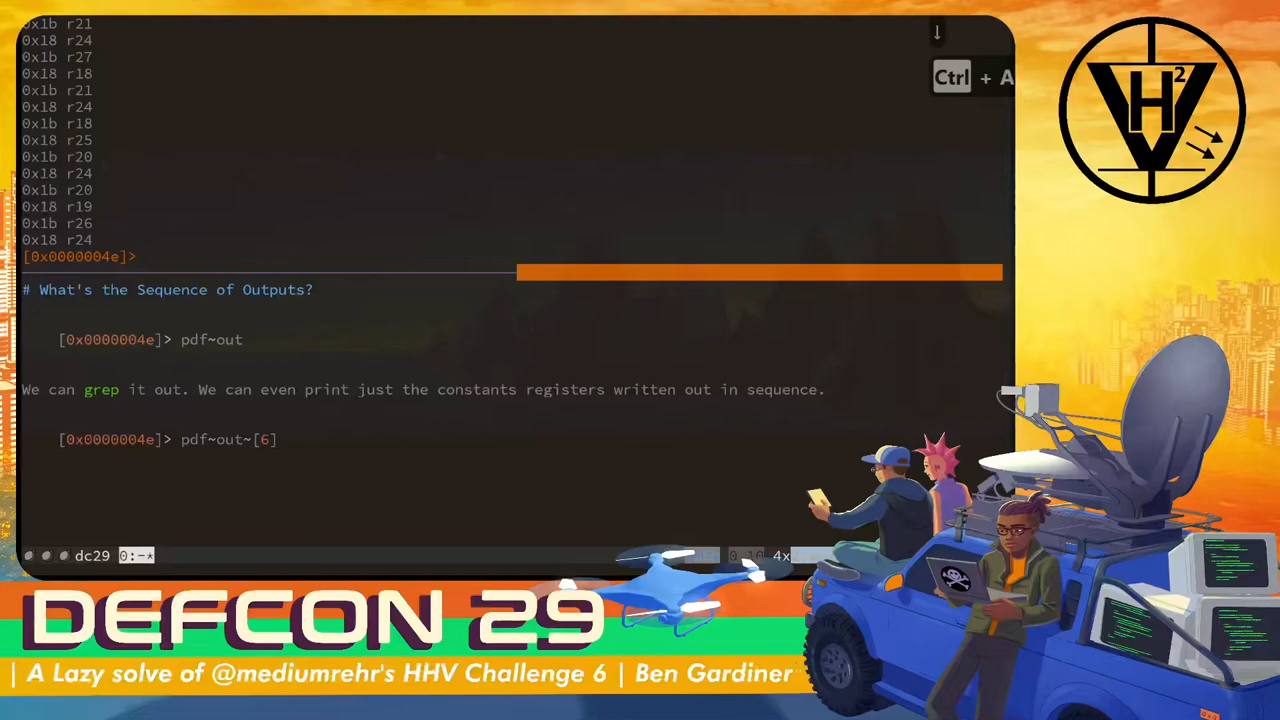 0x1b r21
0x18 r24
0x1b r27
0x18 r18
0x1b r21
0x18 r24
0x1b r18
0x18 r25
0x1b r20
0x18 r24
0x1b r20
0x18 r19
0x1b r26
0x18 r24
[0x0000004e]>
↓
Ctrl + A
H2
V
# What's the Sequence of Outputs?
[0x0000004e]> pdf~out
We can grep it out. We can even print just the constants registers written out in sequence.
[0x0000004e]> pdf~out~[6]
dc29 0:-*
4x
DEFCON 29
| A Lazy solve of @mediumrehr's HHV Challenge 6 | Ben Gardiner